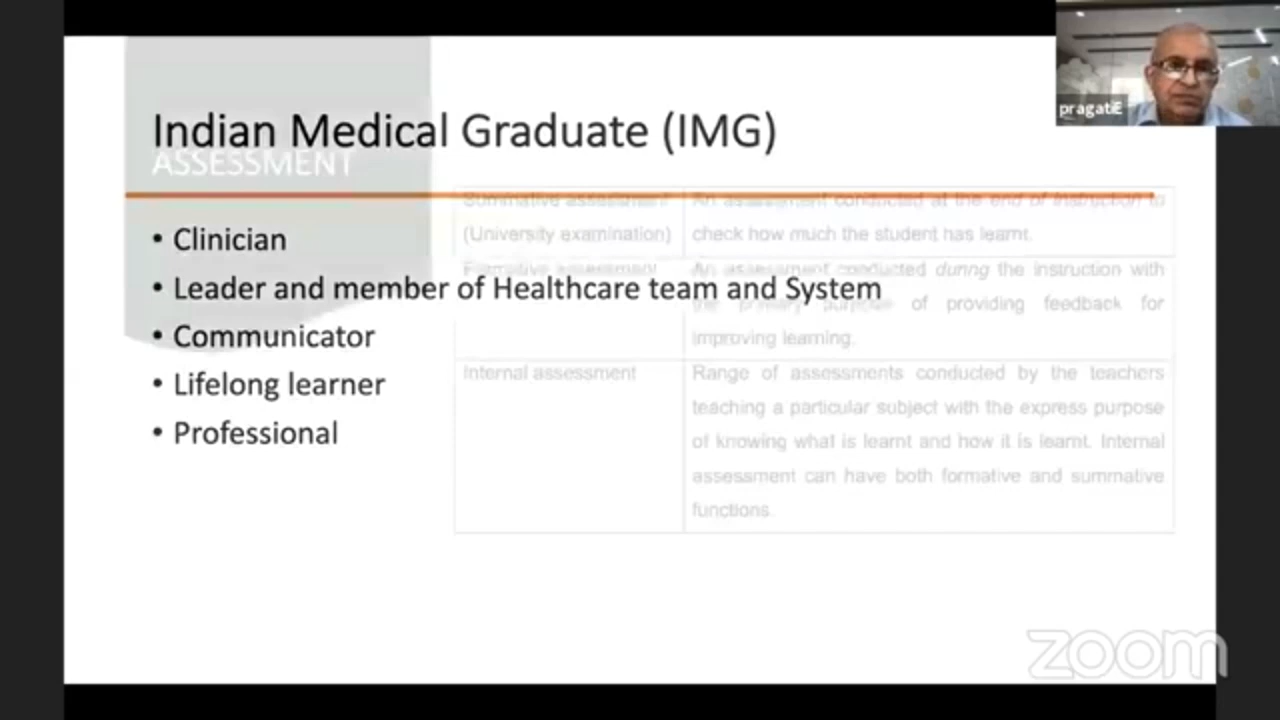 Indian Medical Graduate (IMG)
ASSESSMENT
• Clinician
• Leader and member of Healthcare team and System
• Communicator
• Lifelong learner
• Professional
Summative assessment
(University examination)
An assessment conducted at the end of instruction to
check how much the student has learnt.
Formative assessment
An assessment conducted during the instruction with
the primary purpose of providing feedback for
improving learning.
Internal assessment
Range of assessments conducted by the teachers
teaching a particular subject with the express purpose
of knowing what is learnt and how it is learnt. Internal
assessment can have both formative and summative
functions.
zoom